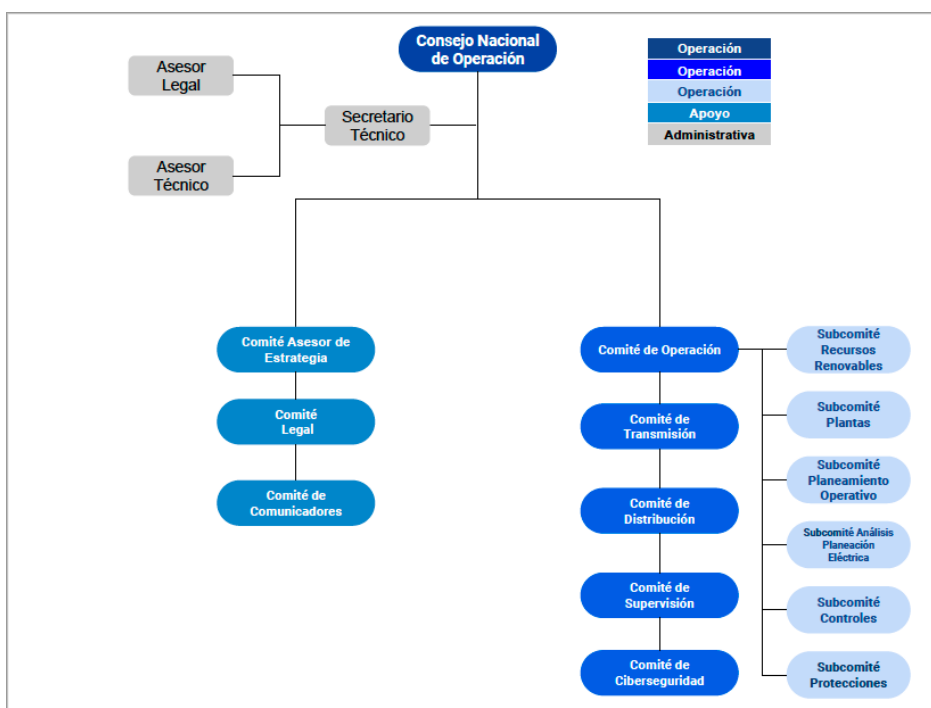 Consejo Nacional
de Operación
Operación
Operación
Operación
Apoyo
Administrativa
Asesor
Legal
Secretario
Técnico
Asesor
Técnico
Comité Asesor de
Estrategia
Comité
Legal
Comité de
Comunicadores
Comité de Operación
Comité de
Transmisión
Comité de
Distribución
Comité de
Supervisión
Comité de
Ciberseguridad
Subcomité
Recursos
Renovables
Subcomité
Plantas
Subcomité
Planeamiento
Operativo
Subcomité Análisis
Planeación
Eléctrica
Subcomité
Controles
Subcomité
Protecciones